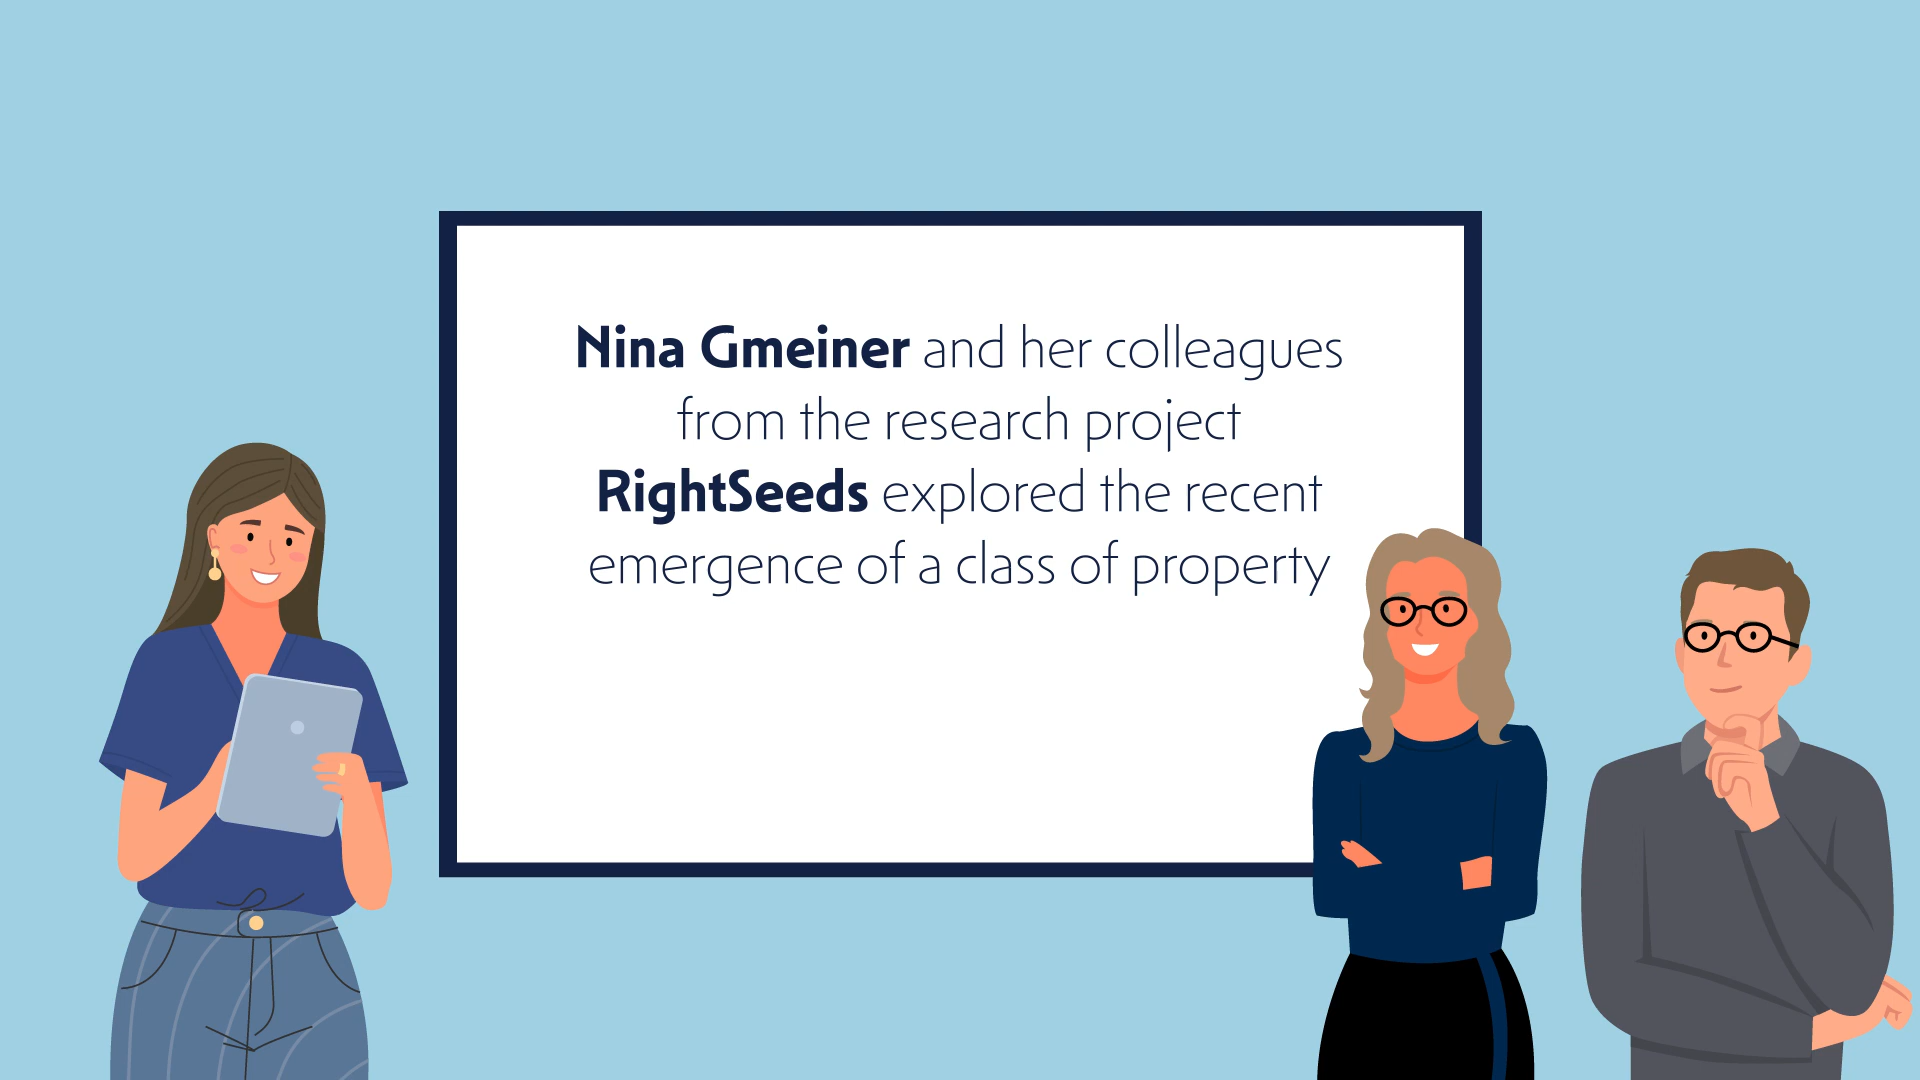 Nina Gmeiner and her colleagues
from the research project
RightSeeds explored the recent
emergence of a class of property